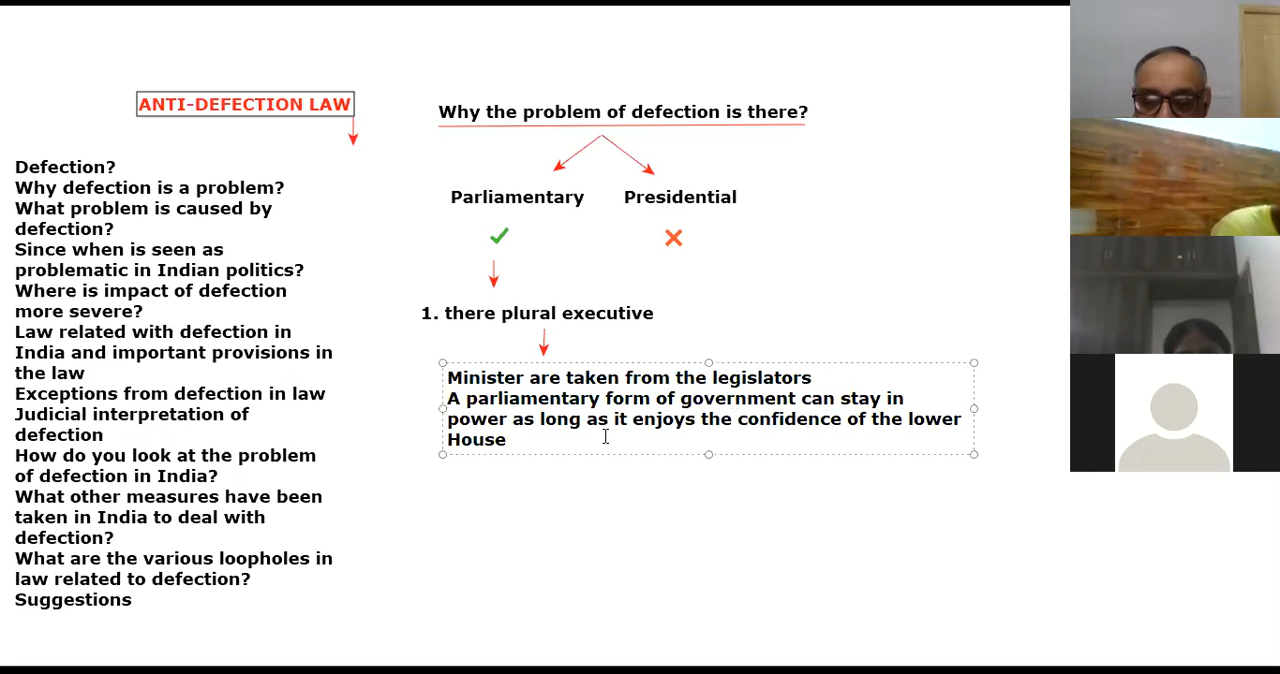 ANTI-DEFECTION LAW
Defection?
Why defection is a problem?
What problem is caused by
defection?
Since when is seen as
problematic in Indian politics?
Where is impact of defection
more severe?
Law related with defection in
India and important provisions in
the law
Exceptions from defection in law
Judicial interpretation of
defection
How do you look at the problem
of defection in India?
What other measures have been
taken in India to deal with
defection?
What are the various loopholes in
law related to defection?
Suggestions
Why the problem of defection is there?
Parliamentary
Presidential
1. there plural executive
Minister are taken from the legislators
A parliamentary form of government can stay in
power as long as it enjoys the confidence of the lower
House